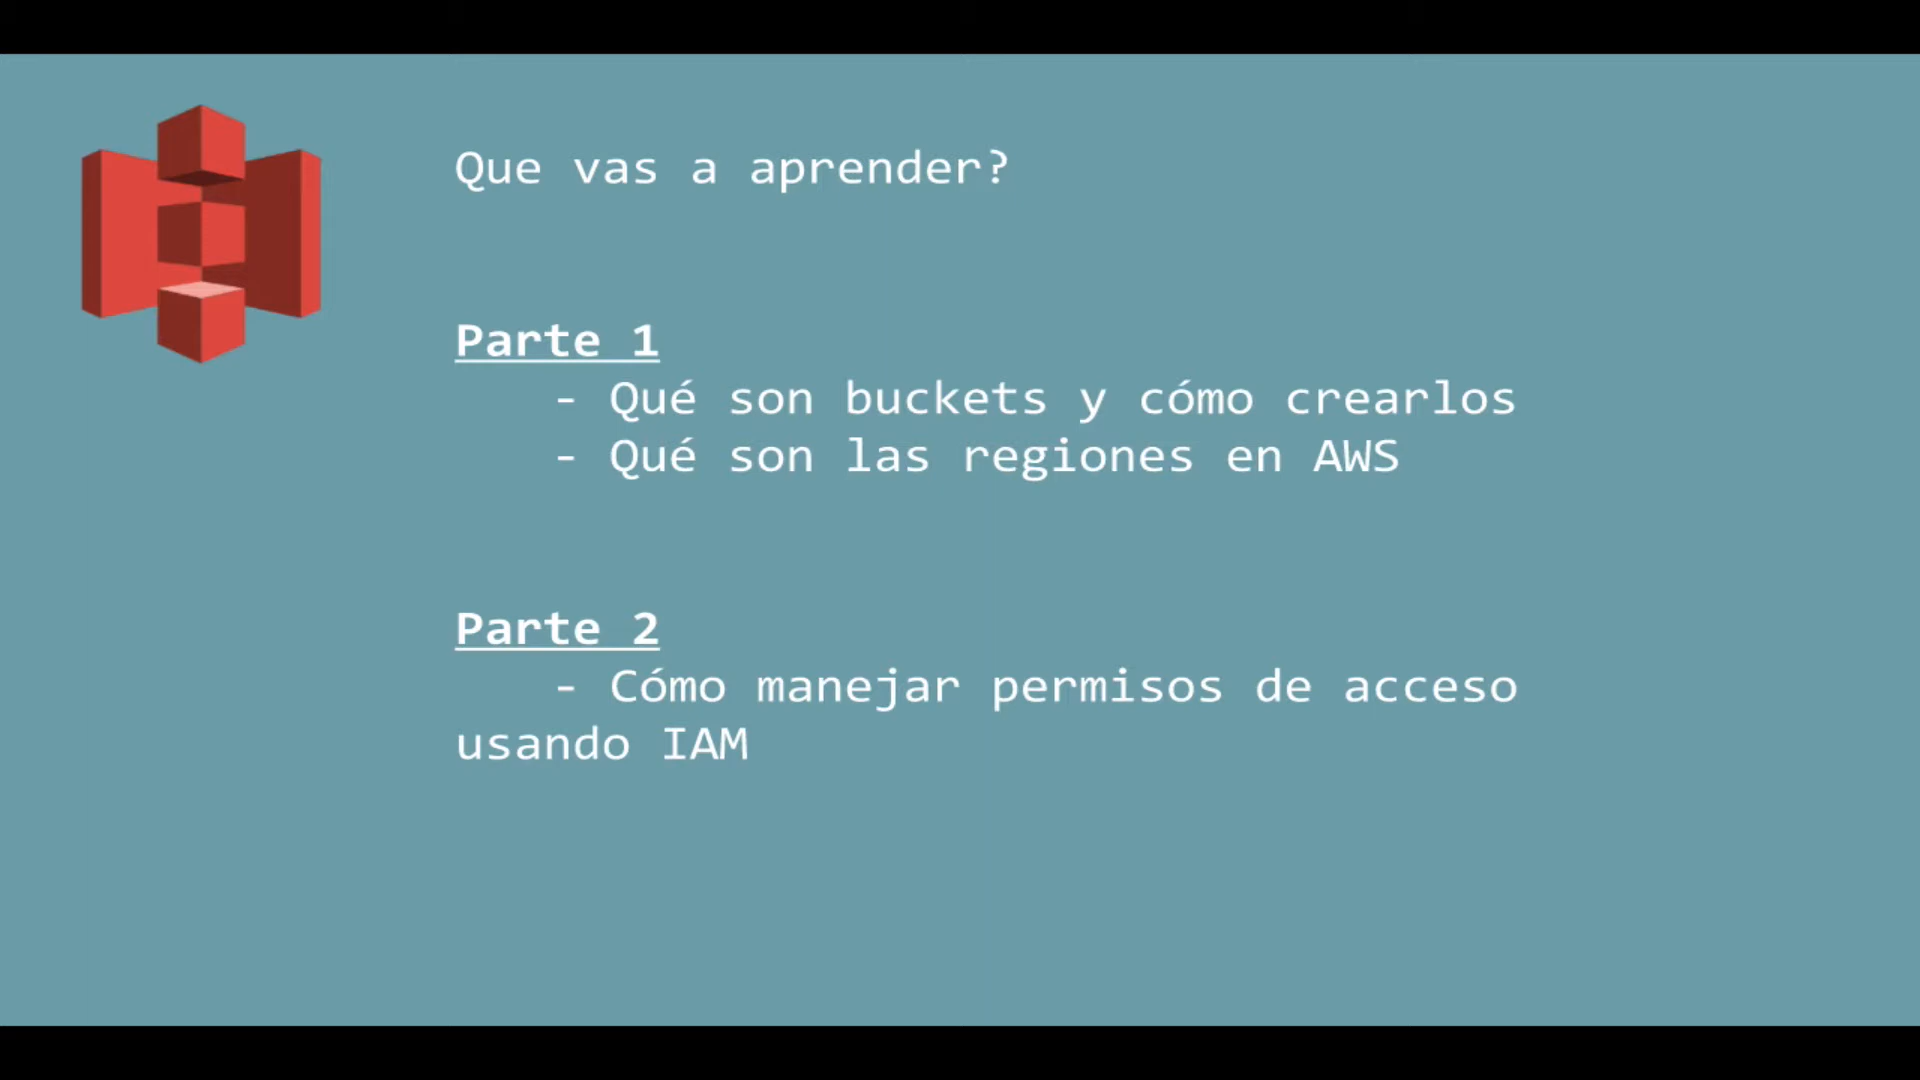 Que vas a aprender?
Parte 1
- Qué son buckets y cómo crearlos
- Qué son las regiones en AWS
Parte 2
- Cómo manejar permisos de acceso
usando IAM